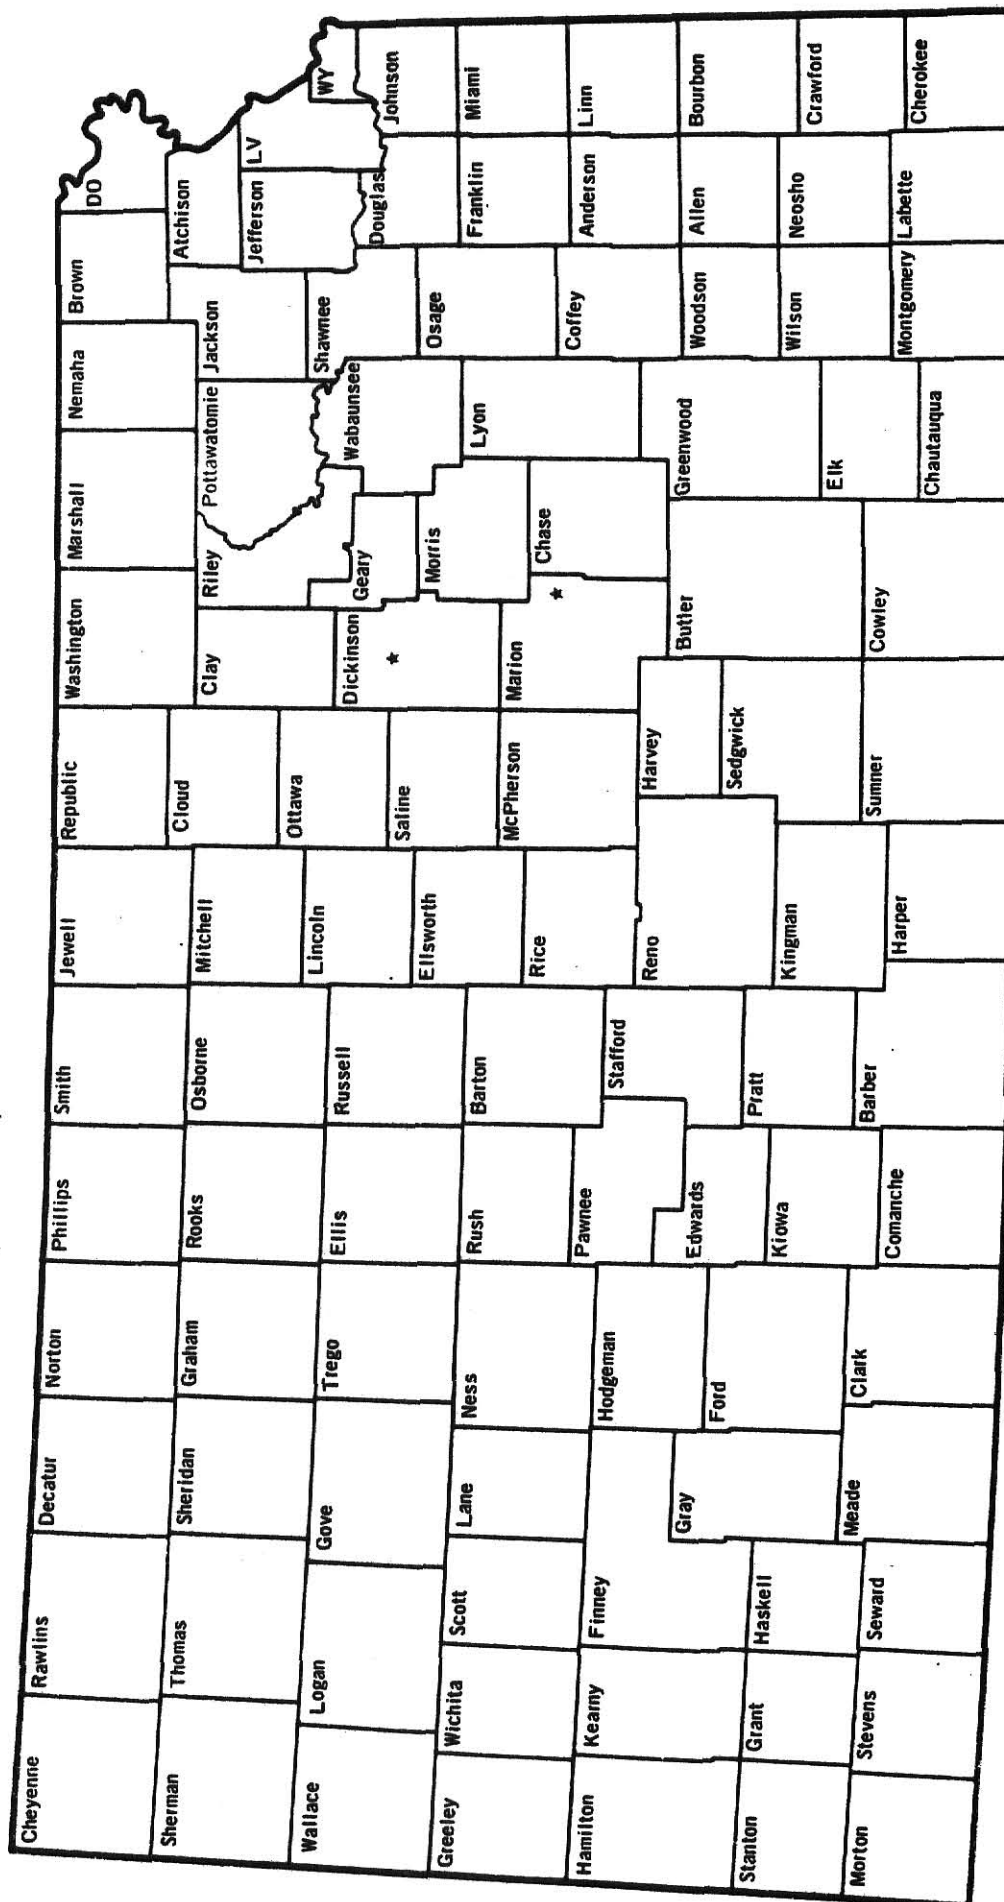 Cheyenne
Rawlins
Decatur
Norton
Phillips
Smith
Jewell
Republic
Washington
Marshall
Nemaha
Brown
DO
Sherman
Thomas
Sheridan
Graham
Rooks
Osborne
Mitchell
Cloud
Clay
Riley
Pottawatomie
Jackson
Atchison
Jefferson
LV
WY
Wallace
Logan
Gove
Trego
Ellis
Russell
Lincoln
Ottawa
Dickinson
*
Geary
Wabaunsee
Shawnee
Douglas
Johnson
Greeley
Wichita
Scott
Lane
Ness
Rush
Barton
Ellsworth
Saline
Morris
Osage
Franklin
Miami
Hamilton
Kearny
Finney
Hodgeman
Pawnee
Stafford
Rice
McPherson
Marion
*
Chase
Lyon
Coffey
Anderson
Linn
Stanton
Grant
Haskell
Gray
Ford
Edwards
Pratt
Reno
Harvey
Sedgwick
Butler
Greenwood
Woodson
Allen
Bourbon
Kiowa
Kingman
Elk
Wilson
Neosho
Crawford
Morton
Stevens
Seward
Meade
Clark
Comanche
Barber
Harper
Sumner
Cowley
Chautauqua
Montgomery
Labette
Cherokee